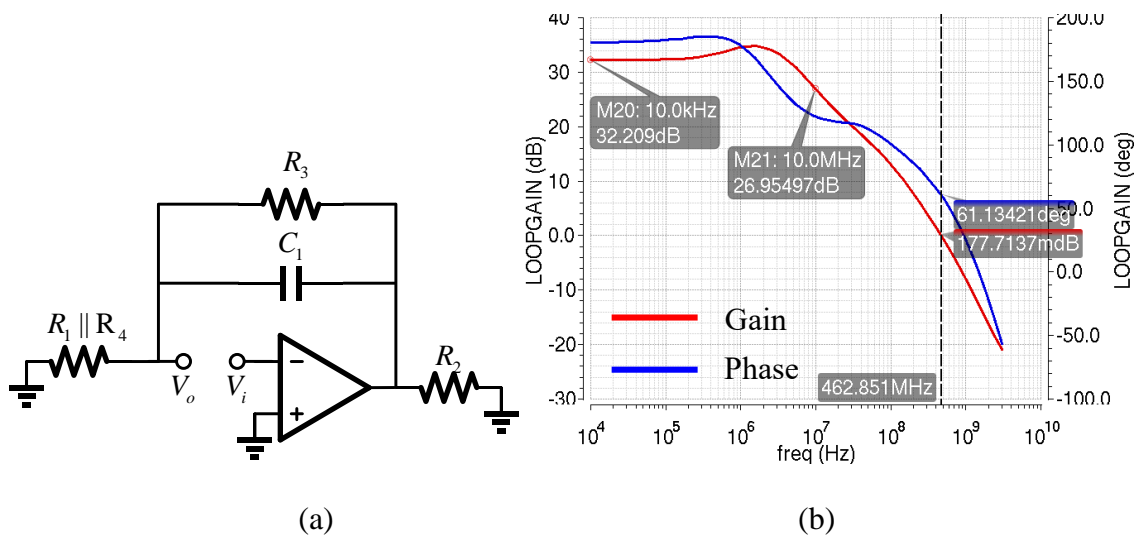 R3
C1
R1 || R4
Vo
Vi
−
+
R2
(a)
LOOPGAIN (dB)
40
30
20
10
0.0
-10
-20
-30
M20: 10.0kHz
32.209dB
M21: 10.0MHz
26.95497dB
61.13421deg
177.7137mdB
Gain
Phase
462.851MHz
200.0
150.0
100.0
50.0
0.0
-50.0
-100.0
LOOPGAIN (deg)
10^4 10^5 10^6 10^7 10^8 10^9 10^10
freq (Hz)
(b)